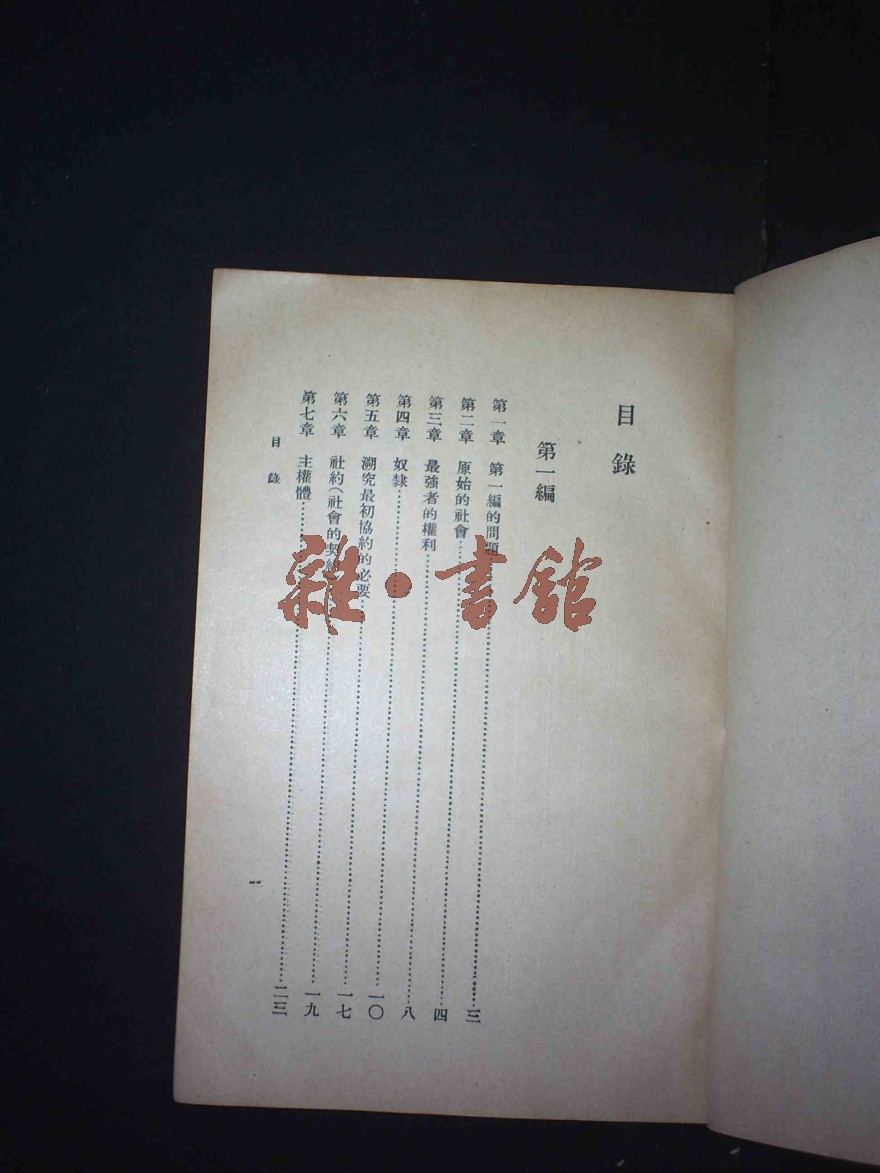 目錄
第一編
第一章 第一編的問題……三
第二章 原始的社會……四
第三章 最強者的權利……八
第四章 奴隸……一〇
第五章 溯究最初協約的必要……一七
第六章 社約(社會的契約)……一九
第七章 主權體……二三
目錄
一
雜·書館